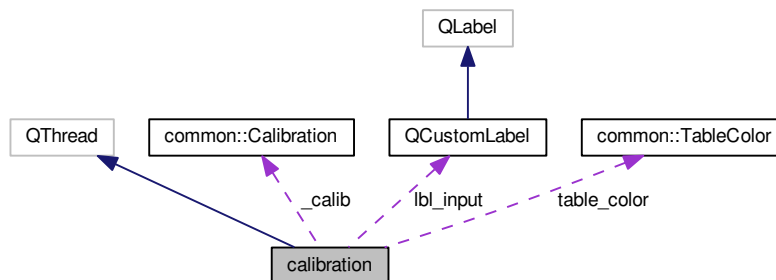 QLabel
QThread
common::Calibration
QCustomLabel
common::TableColor
_calib
lbl_input
table_color
calibration